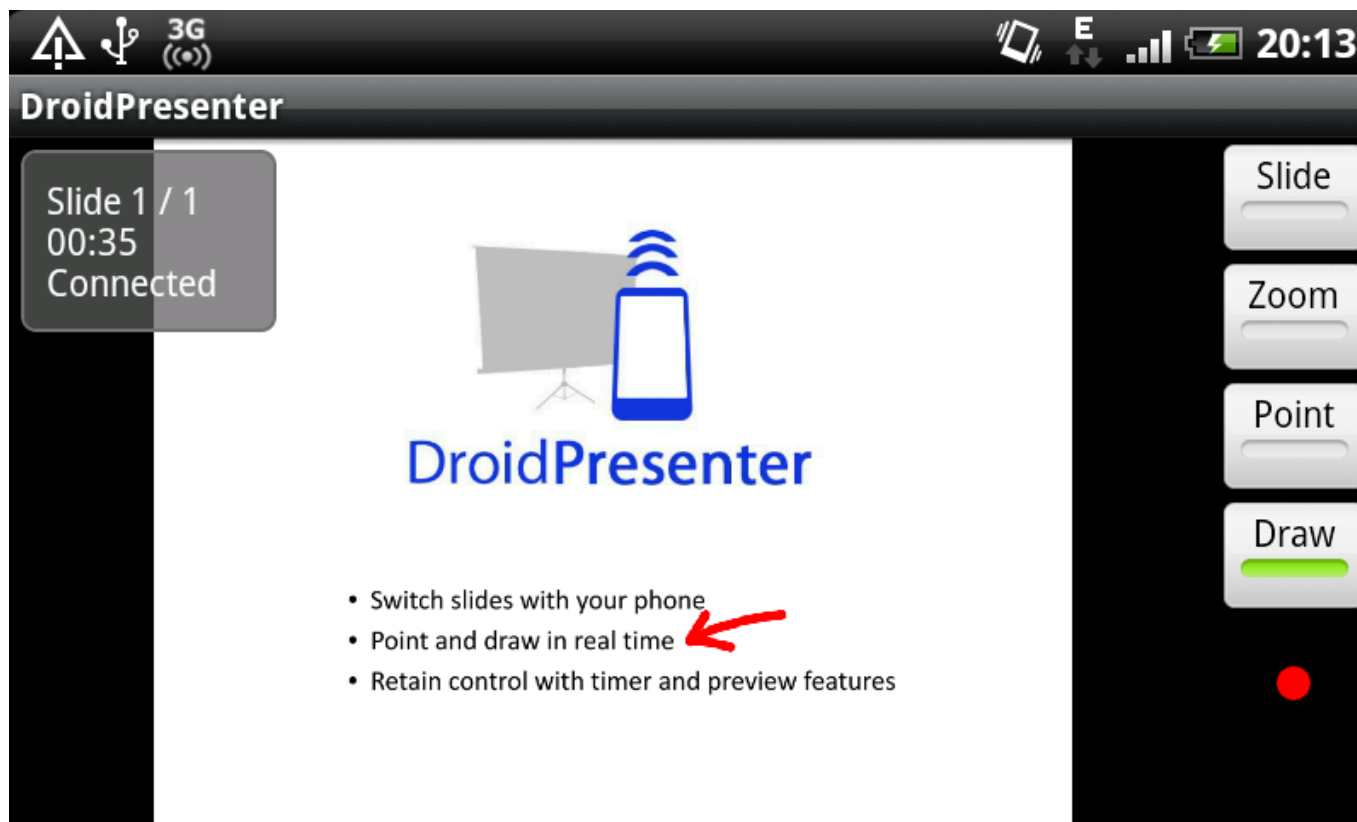 3G
E
20:13
DroidPresenter
Slide 1 / 1
00:35
Connected
DroidPresenter
• Switch slides with your phone
• Point and draw in real time
• Retain control with timer and preview features
Slide
Zoom
Point
Draw